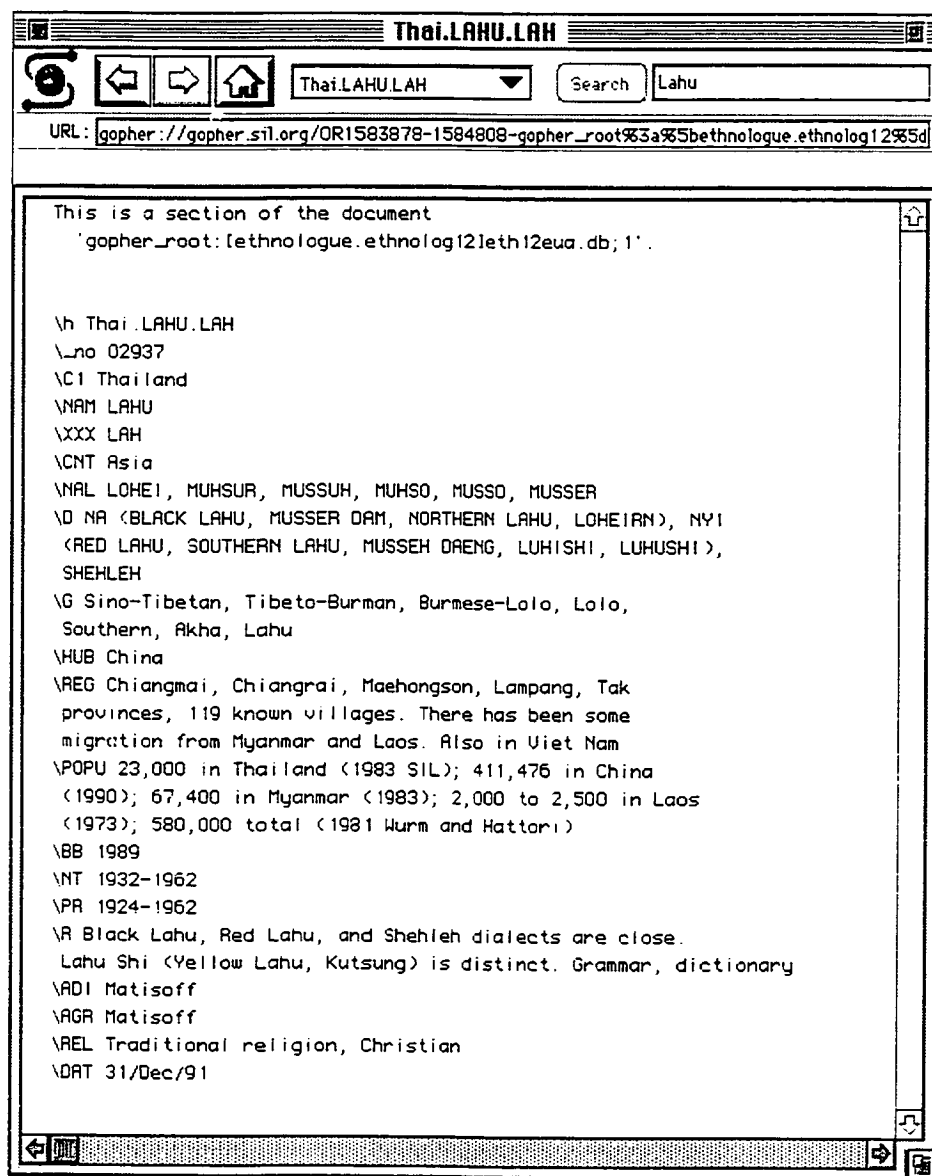 Thai.LAHU.LAH
Thai.LAHU.LAH Search Lahu
URL: gopher://gopher.sil.org/0R1583878-1584808-gopher_root%3a%5bethnologue.ethnolog12%5d
This is a section of the document
'gopher_root:[ethnologue.ethnolog12]eth12eua.db;1'.
\h Thai.LAHU.LAH
\_no 02937
\C1 Thailand
\NAM LAHU
\XXX LAH
\CNT Asia
\NAL LOHEI, MUHSUR, MUSSUH, MUHSO, MUSSO, MUSSER
\D NA (BLACK LAHU, MUSSER DAM, NORTHERN LAHU, LOHEIRN), NYI
(RED LAHU, SOUTHERN LAHU, MUSSEH DAENG, LUHISHI, LUHUSHI),
SHEHLEH
\G Sino-Tibetan, Tibeto-Burman, Burmese-Lolo, Lolo,
Southern, Akha, Lahu
\HUB China
\REG Chiangmai, Chiangrai, Maehongson, Lampang, Tak
provinces, 119 known villages. There has been some
migration from Myanmar and Laos. Also in Viet Nam
\POPU 23,000 in Thailand (1983 SIL); 411,476 in China
(1990); 67,400 in Myanmar (1983); 2,000 to 2,500 in Laos
(1973); 580,000 total (1981 Wurm and Hattori)
\BB 1989
\NT 1932-1962
\PR 1924-1962
\R Black Lahu, Red Lahu, and Shehleh dialects are close.
Lahu Shi (Yellow Lahu, Kutsung) is distinct. Grammar, dictionary
\ADI Matisoff
\AGR Matisoff
\REL Traditional religion, Christian
\DAT 31/Dec/91